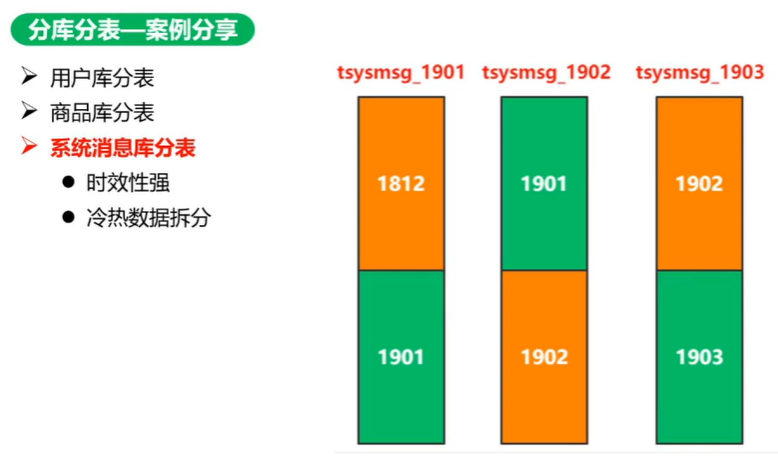 分库分表—案例分享
用户库分表
商品库分表
系统消息库分表
时效性强
冷热数据拆分
tsysmsg_1901 tsysmsg_1902 tsysmsg_1903
1812 1901 1902
1901 1902 1903